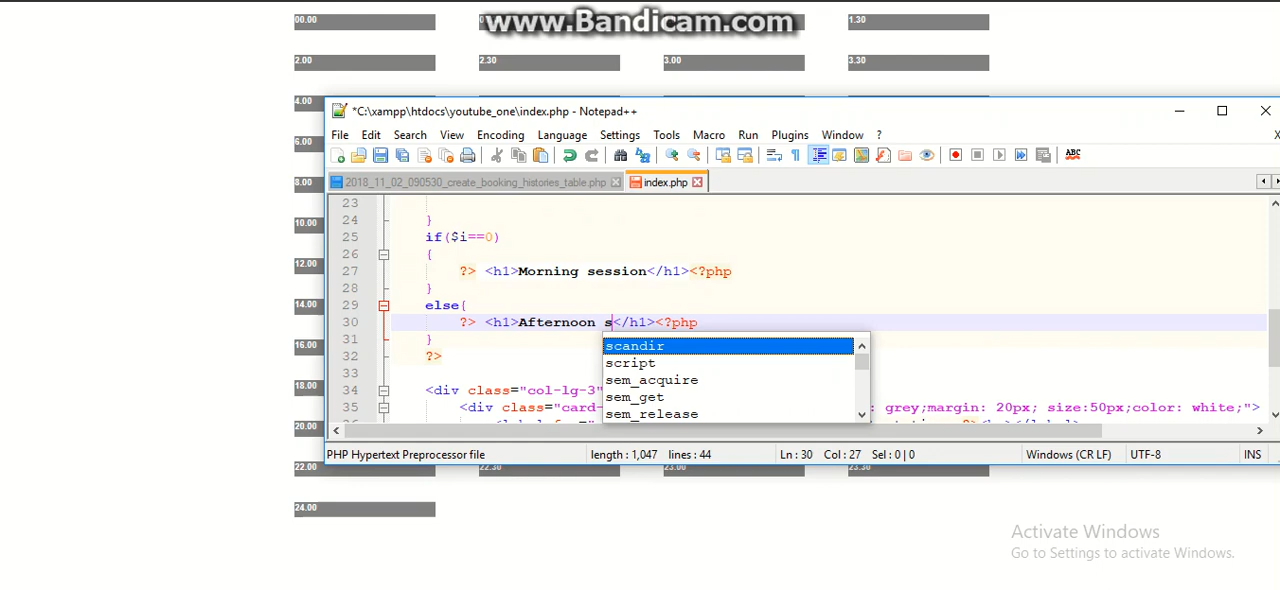 00.00
www.Bandicam.com
1.30
2.00
2.30
3.00
3.30
4.00
*C:\xampp\htdocs\youtube_one\index.php - Notepad++
File Edit Search View Encoding Language Settings Tools Macro Run Plugins Window ?
6.00
ABC
8.00
2018_11_02_090530_create_booking_histories_table.php
index.php
23
10.00
24 }
25 if($i==0)
26 {
12.00
27 ?> <h1>Morning session</h1><?php
28 }
14.00
29 else{
30 ?> <h1>Afternoon s</h1><?php
31 }
16.00
scandir
32 ?>
script
33
sem_acquire
18.00
34 <div class="col-lg-3"
sem_get
35 <div class="card- : grey;margin: 20px; size:50px;color: white;">
sem_release
20.00
PHP Hypertext Preprocessor file
length : 1,047 lines : 44
Ln : 30 Col : 27 Sel : 0 | 0
Windows (CR LF)
UTF-8
INS
22.00
22.30
23.00
23.30
24.00
Activate Windows
Go to Settings to activate Windows.